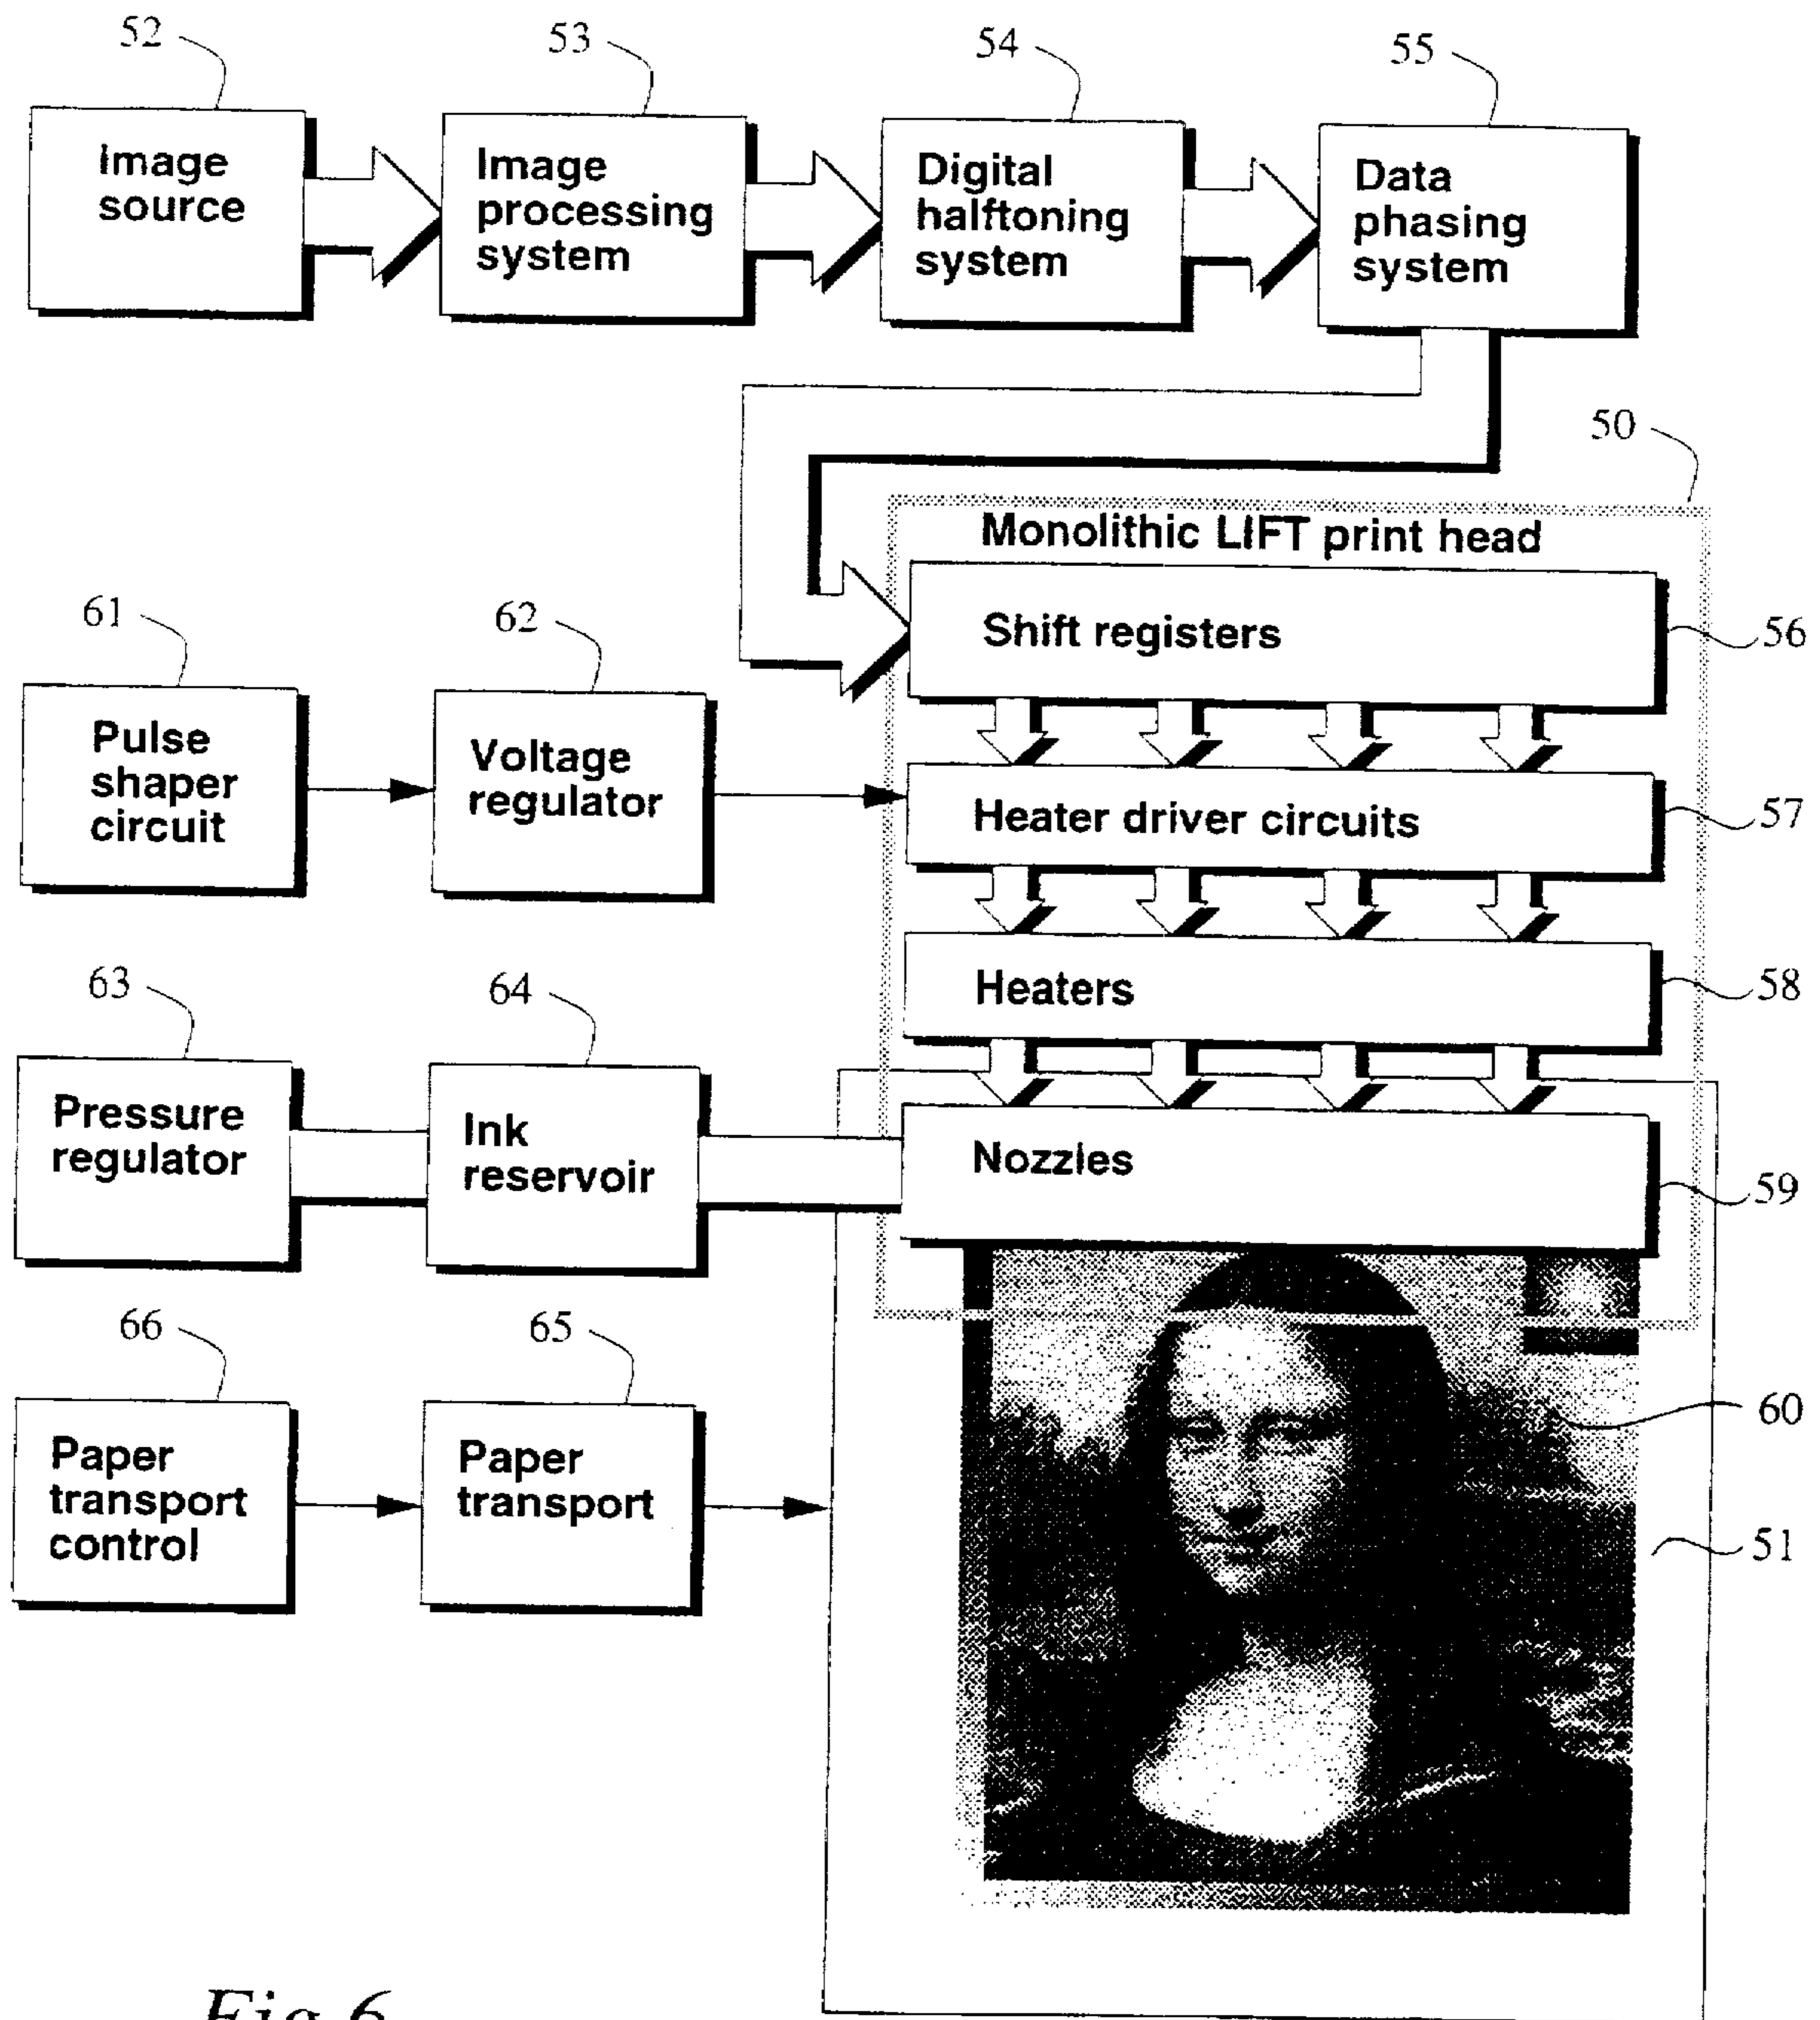 52
53
54
55
Image
source
Image
processing
system
Digital
halftoning
system
Data
phasing
system
50
Monolithic LIFT print head
61
62
Shift registers
56
Pulse
shaper
circuit
Voltage
regulator
Heater driver circuits
57
63
64
Heaters
58
Pressure
regulator
Ink
reservoir
Nozzles
59
66
65
60
Paper
transport
control
Paper
transport
51
Fig 6